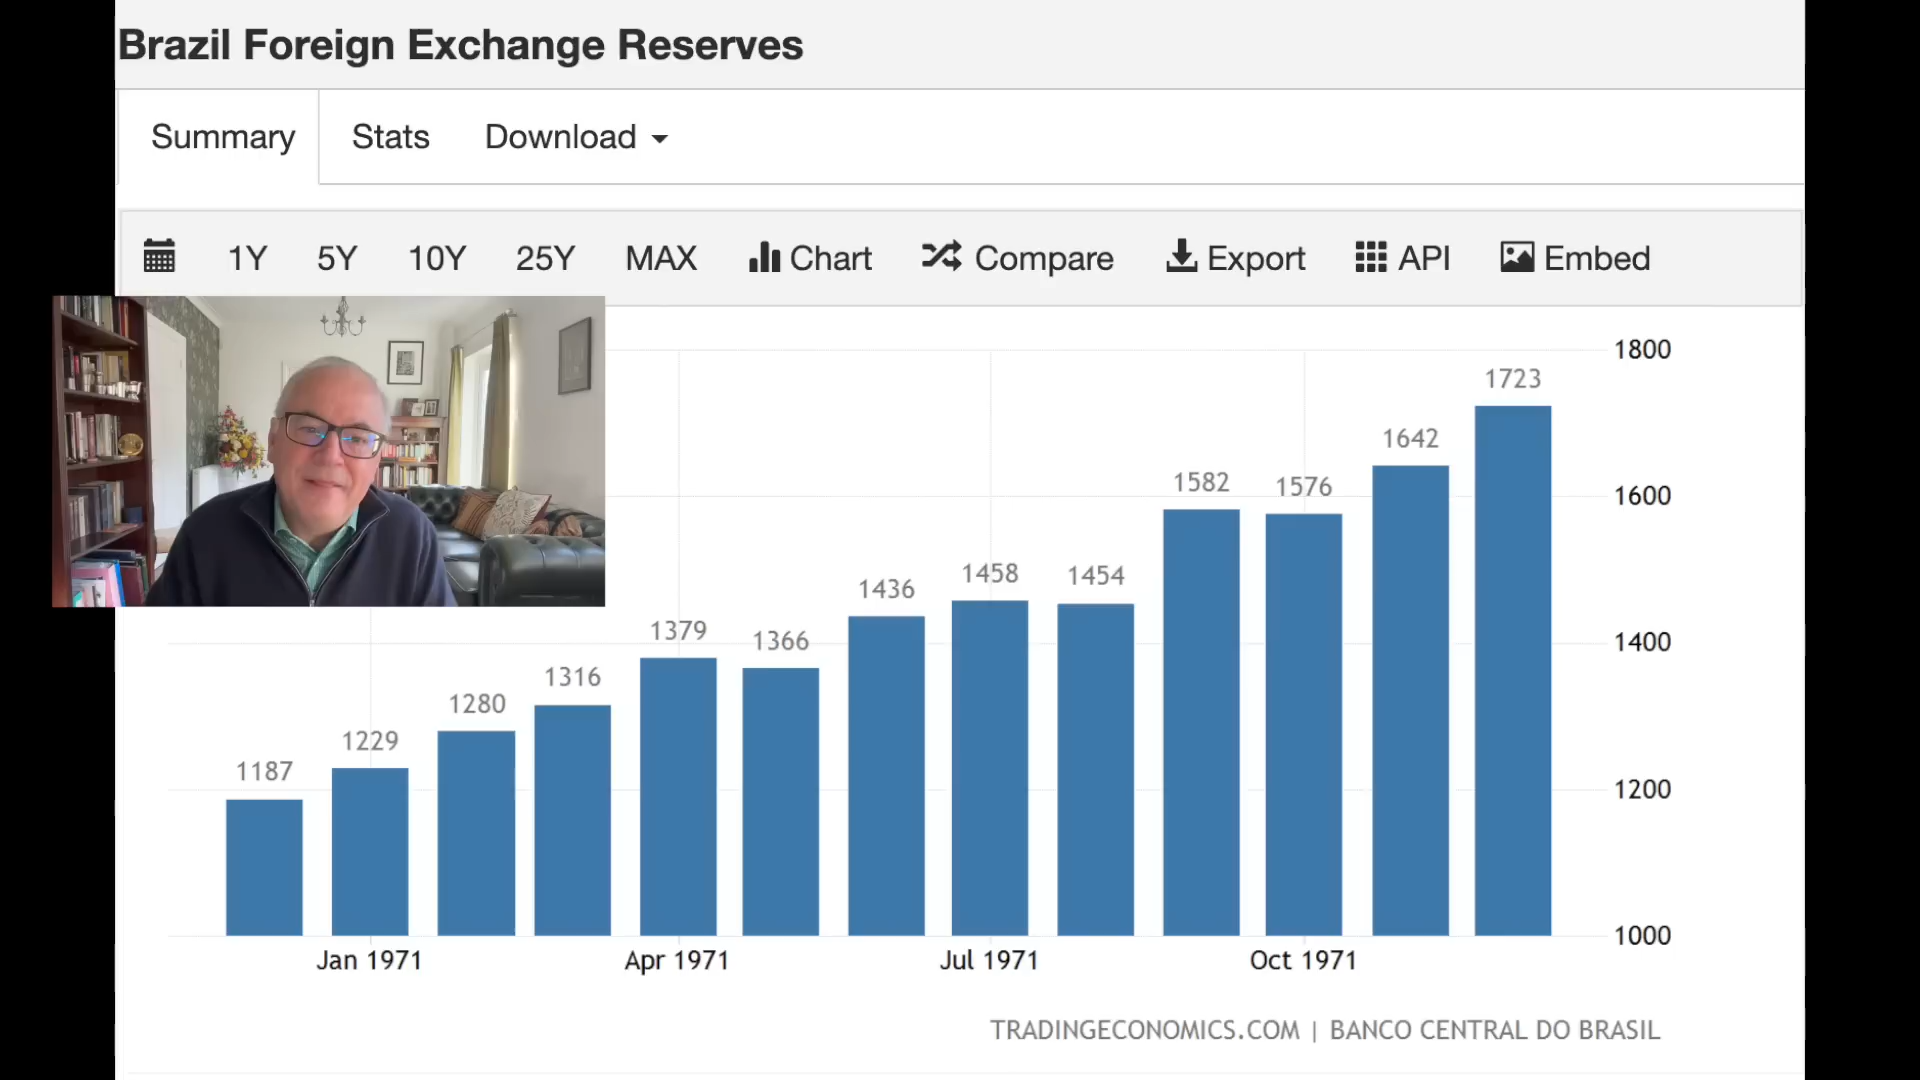 Brazil Foreign Exchange Reserves
Summary Stats Download
1Y 5Y 10Y 25Y MAX Chart Compare Export API Embed
1800
1723
1642
1582 1576
1600
1436 1458 1454
1379 1366
1400
1316
1280
1229
1187
1200
1000
Jan 1971 Apr 1971 Jul 1971 Oct 1971
TRADINGECONOMICS.COM | BANCO CENTRAL DO BRASIL